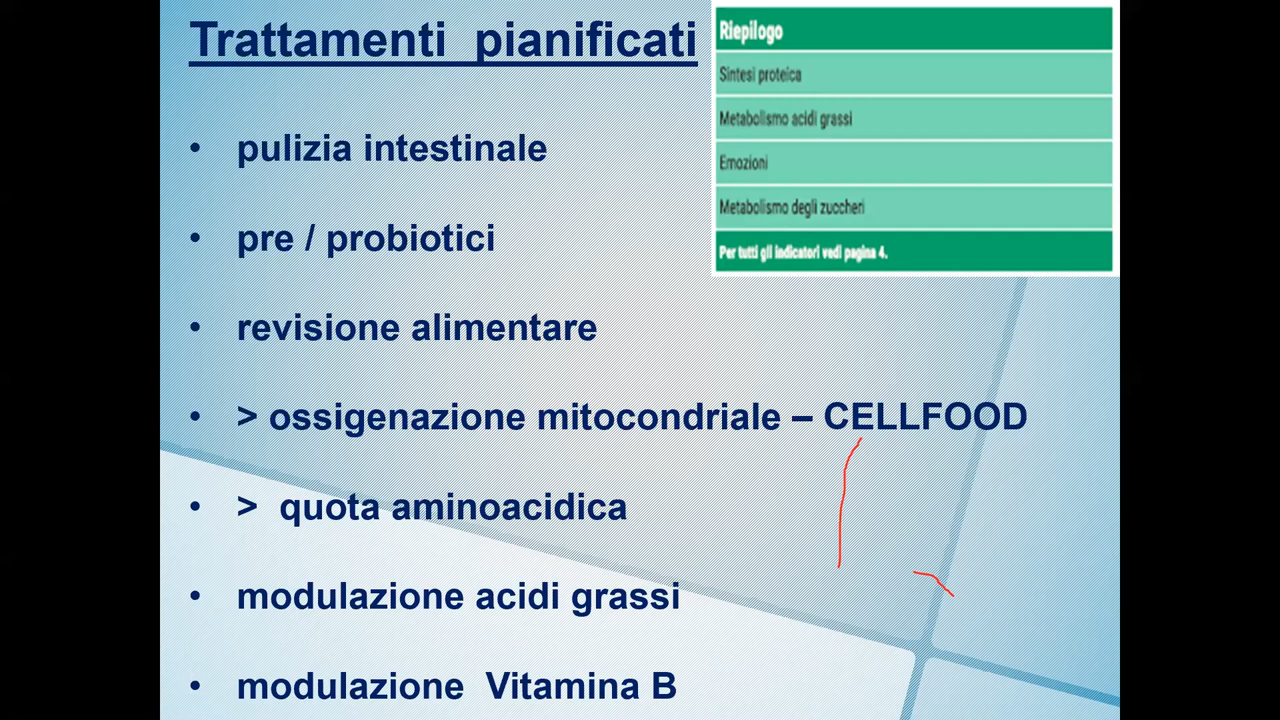 Trattamenti pianificati
• pulizia intestinale
• pre / probiotici
• revisione alimentare
• > ossigenazione mitocondriale – CELLFOOD
• > quota aminoacidica
• modulazione acidi grassi
• modulazione Vitamina B
Riepilogo
Sintesi proteica
Metabolismo acidi grassi
Emozioni
Metabolismo degli zuccheri
Per tutti gli indicatori vedi pagina 4.